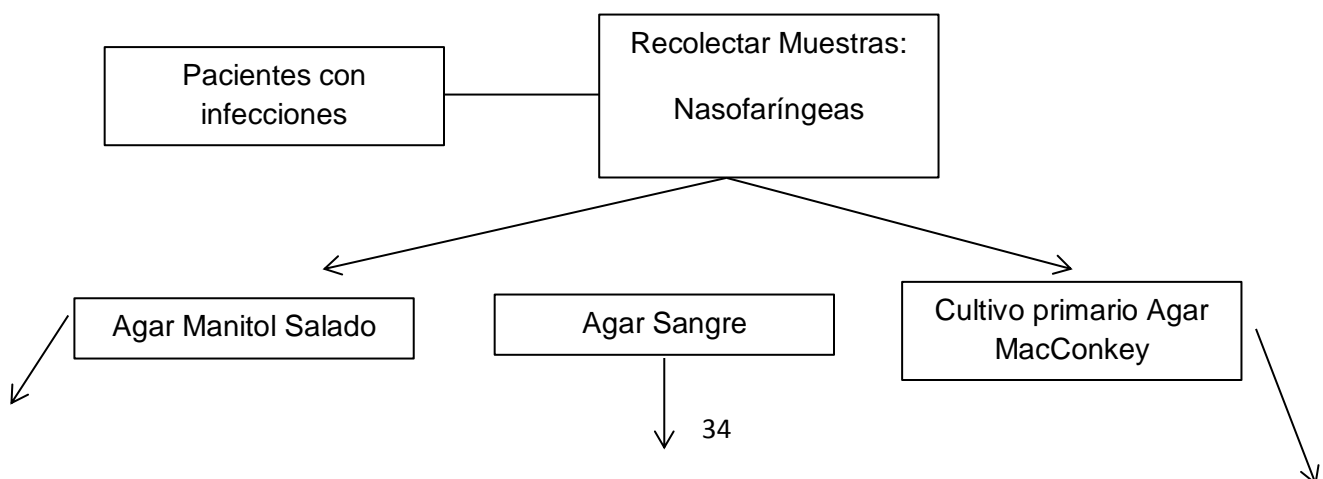 Pacientes con
infecciones
Recolectar Muestras:
Nasofaríngeas
Agar Manitol Salado
Agar Sangre
Cultivo primario Agar
MacConkey
34